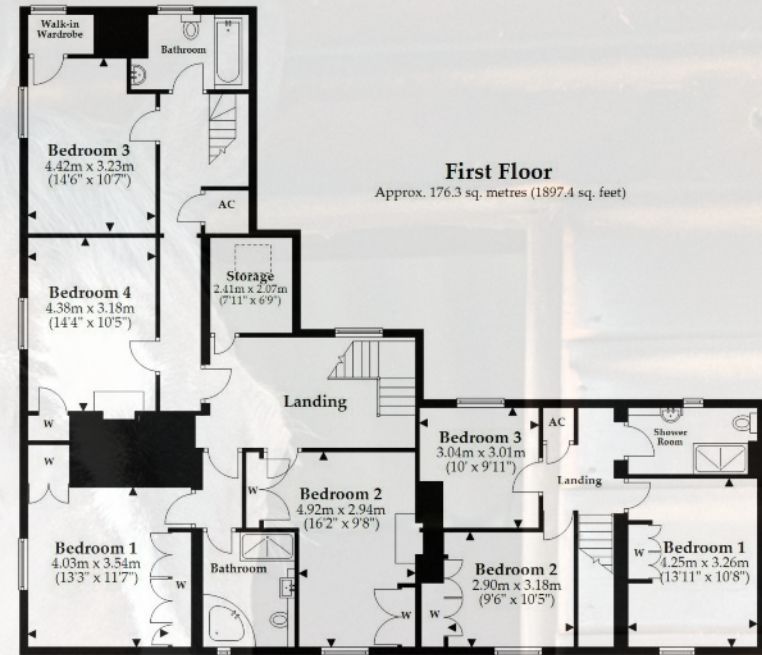 Walk-in
Wardrobe
Bathroom
Bedroom 3
4.42m x 3.23m
(14'6" x 10'7")
First Floor
Approx. 176.3 sq. metres (1897.4 sq. feet)
AC
Storage
2.41m x 2.07m
(7'11" x 6'9")
Bedroom 4
4.38m x 3.18m
(14'4" x 10'5")
Landing
W
W
Bedroom 3
3.04m x 3.01m
(10' x 9'11")
AC
Shower
Room
Landing
W
Bedroom 2
4.92m x 2.94m
(16'2" x 9'8")
Bedroom 1
4.03m x 3.54m
(13'3" x 11'7")
W
Bathroom
W
Bedroom 2
2.90m x 3.18m
(9'6" x 10'5")
W
W
Bedroom 1
4.25m x 3.26m
(13'11" x 10'8")